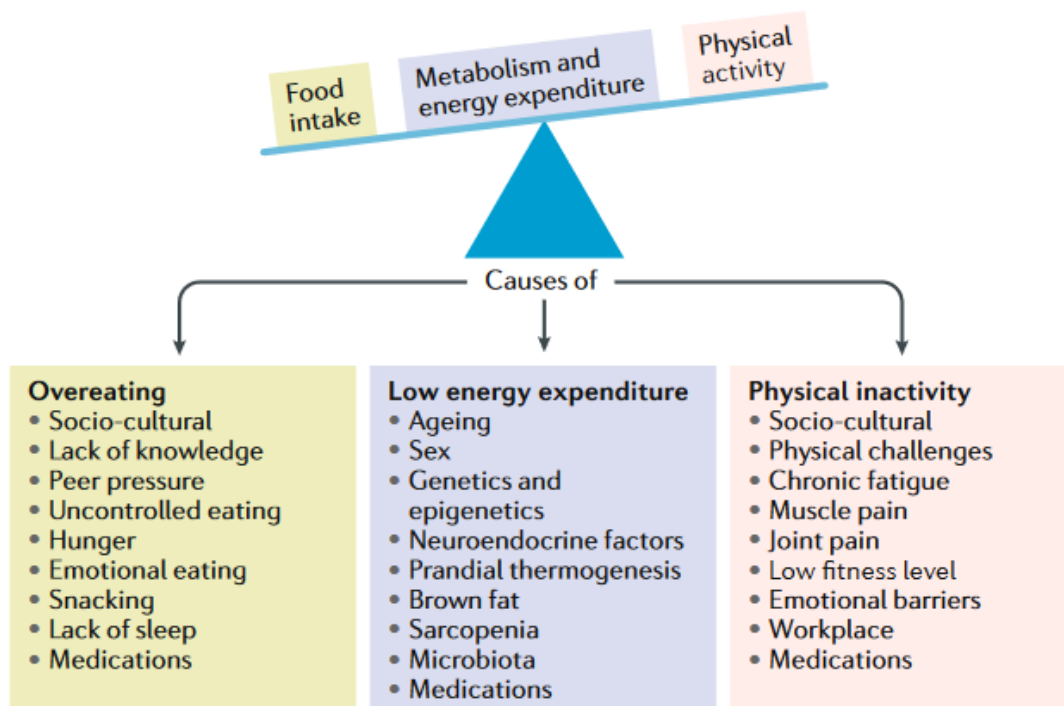 Food
intake
Metabolism and
energy expenditure
Physical
activity
Causes of
Overeating
• Socio-cultural
• Lack of knowledge
• Peer pressure
• Uncontrolled eating
• Hunger
• Emotional eating
• Snacking
• Lack of sleep
• Medications
Low energy expenditure
• Ageing
• Sex
• Genetics and
epigenetics
• Neuroendocrine factors
• Prandial thermogenesis
• Brown fat
• Sarcopenia
• Microbiota
• Medications
Physical inactivity
• Socio-cultural
• Physical challenges
• Chronic fatigue
• Muscle pain
• Joint pain
• Low fitness level
• Emotional barriers
• Workplace
• Medications